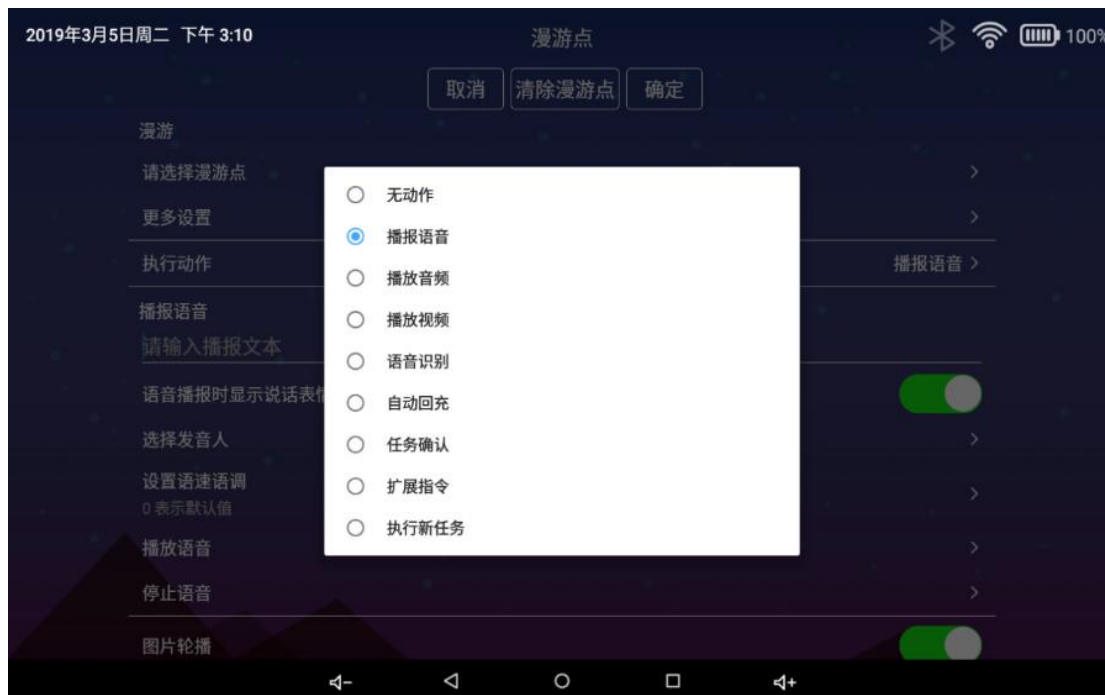 2019年3月5日周二 下午 3:10
漫游点
100%
取消
清除漫游点
确定
漫游
请选择漫游点
更多设置
执行动作
播报语音
播报语音
请输入播报文本
语音播报时显示说话表
选择发音人
设置语速语调
0 表示默认值
播放语音
停止语音
图片轮播
无动作
播报语音
播放音频
播放视频
语音识别
自动回充
任务确认
扩展指令
执行新任务